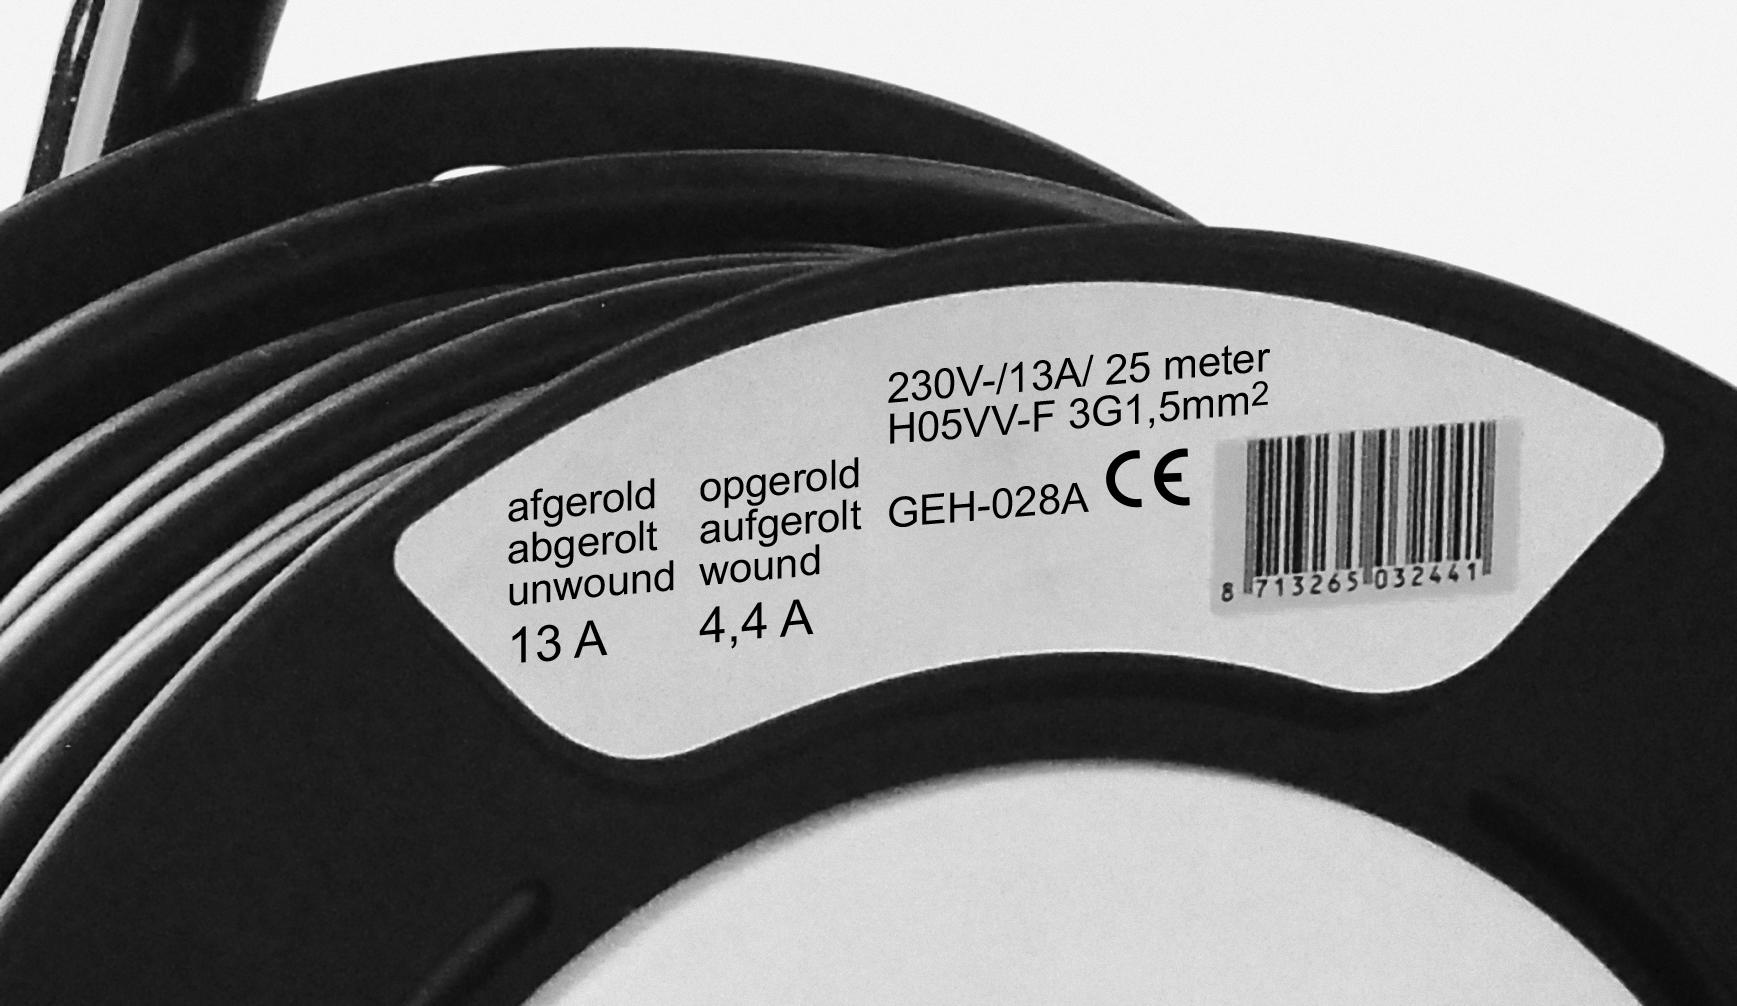 230V-/13A/ 25 meter
H05VV-F 3G1,5mm²
afgerold opgerold
abgerolt aufgerolt
unwound wound
13 A 4,4 A
GEH-028A CE
8 713265 032441